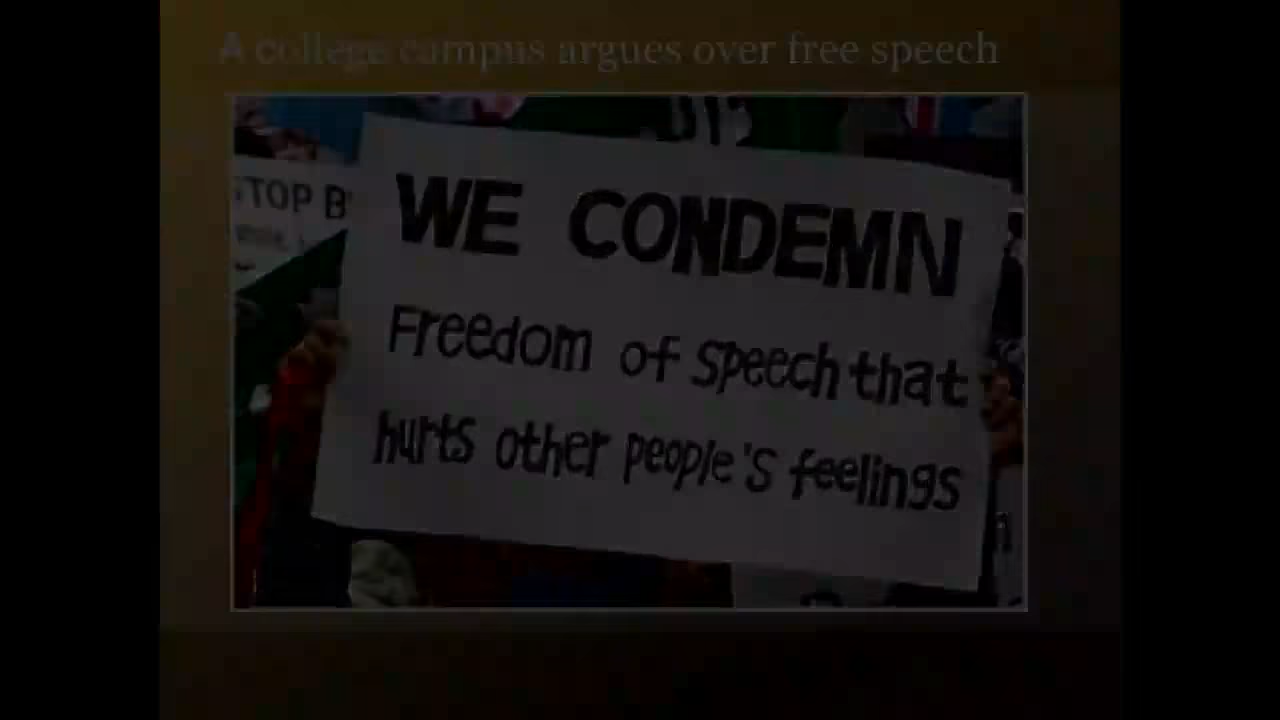 A college campus argues over free speech
STOP B
WE CONDEMN
Freedom of speech that
hurts other people's feelings